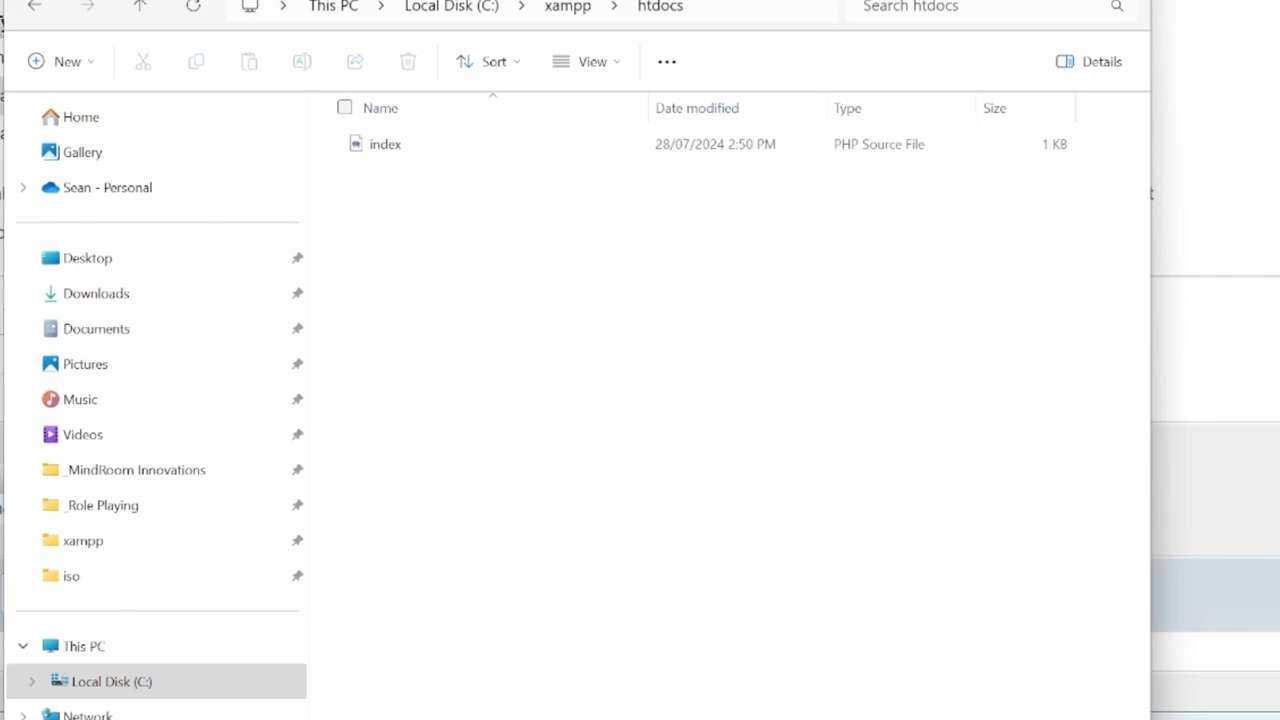 This PC > Local Disk (C:) > xampp > htdocs
Search htdocs
New
Sort
View
Details
Name
Date modified
Type
Size
index
28/07/2024 2:50 PM
PHP Source File
1 KB
Home
Gallery
Sean - Personal
Desktop
Downloads
Documents
Pictures
Music
Videos
_MindRoom Innovations
_Role Playing
xampp
iso
This PC
Local Disk (C:)
Network